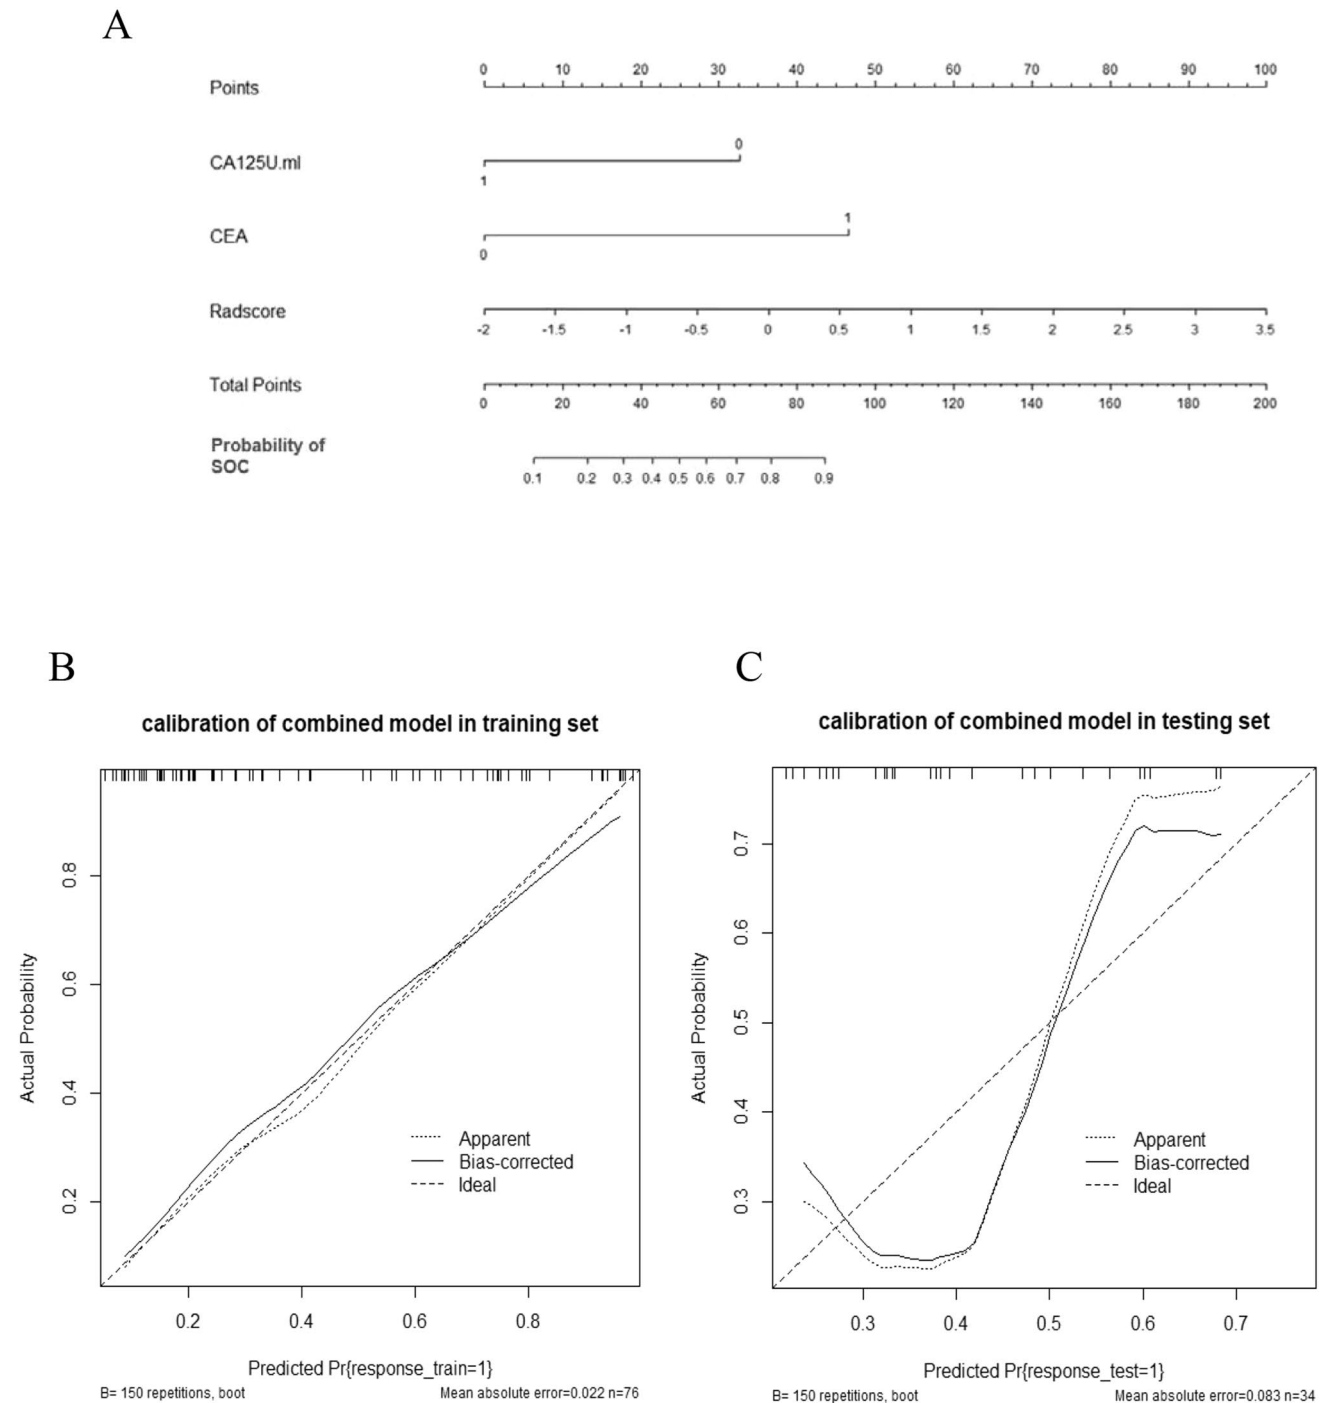 A
Points
0 10 20 30 40 50 60 70 80 90 100
CA125U.ml
0
1
CEA
1
0
Radscore
-2 -1.5 -1 -0.5 0 0.5 1 1.5 2 2.5 3 3.5
Total Points
0 20 40 60 80 100 120 140 160 180 200
Probability of
SOC
0.1 0.2 0.3 0.4 0.5 0.6 0.7 0.8 0.9
B
calibration of combined model in training set
Actual Probability
0.8
0.6
0.4
0.2
Apparent
Bias-corrected
Ideal
0.2 0.4 0.6 0.8
Predicted Pr{response_train=1}
B= 150 repetitions, boot
Mean absolute error=0.022 n=76
C
calibration of combined model in testing set
Actual Probability
0.7
0.6
0.5
0.4
0.3
Apparent
Bias-corrected
Ideal
0.3 0.4 0.5 0.6 0.7
Predicted Pr{response_test=1}
B= 150 repetitions, boot
Mean absolute error=0.083 n=34